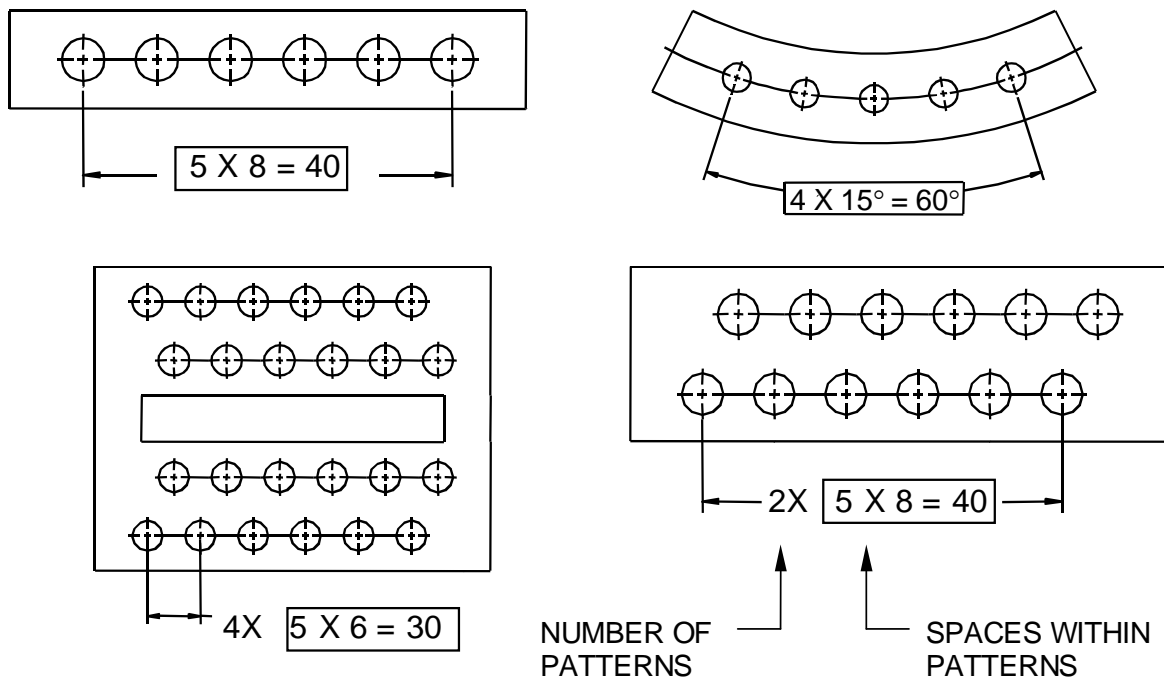 5 X 8 = 40
4 X 15° = 60°
2X 5 X 8 = 40
4X 5 X 6 = 30
NUMBER OF
PATTERNS
SPACES WITHIN
PATTERNS